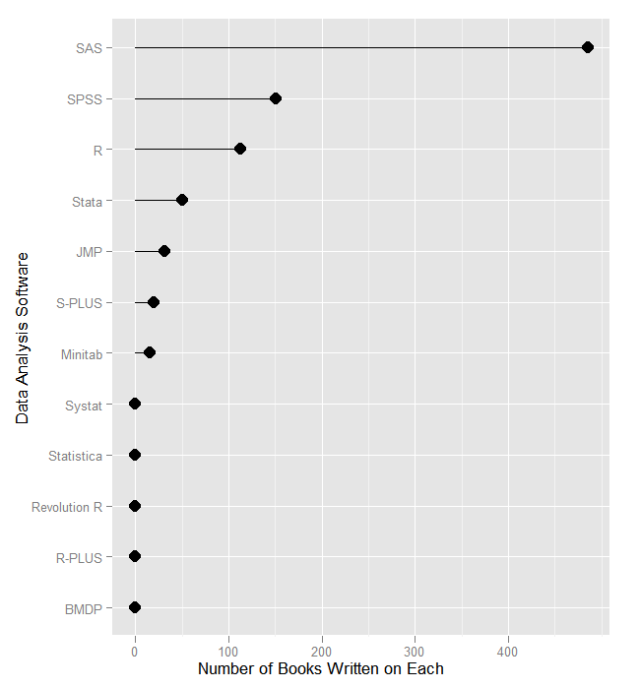 SAS
SPSS
R
Stata
JMP
S-PLUS
Minitab
Systat
Statistica
Revolution R
R-PLUS
BMDP
Data Analysis Software
0 100 200 300 400
Number of Books Written on Each